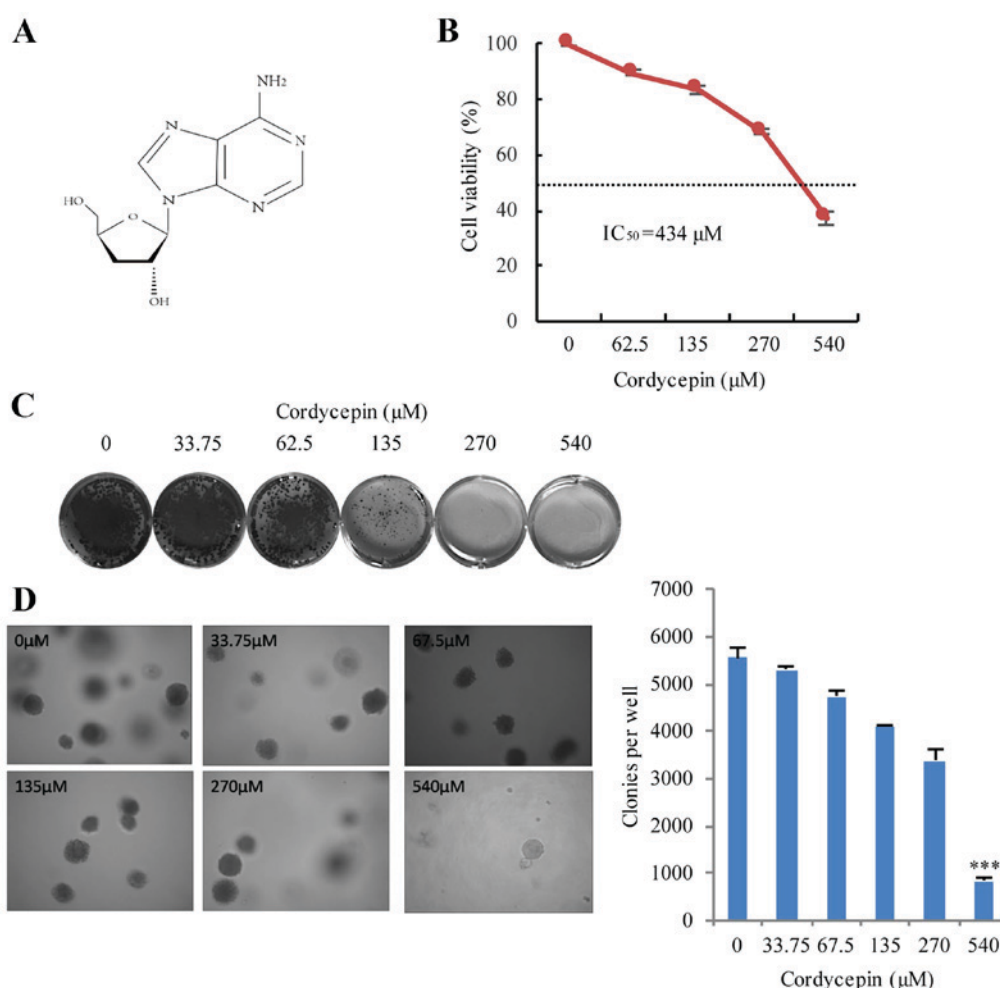 A
NH₂
N
N
N
N
HO
O
OH
B
Cell viability (%)
100
80
60
40
20
0
IC₅₀=434 μM
0 62.5 135 270 540
Cordycepin (μM)
C
Cordycepin (μM)
0 33.75 62.5 135 270 540
D
0μM 33.75μM 67.5μM
135μM 270μM 540μM
Clonies per well
7000
6000
5000
4000
3000
2000
1000
0
***
0 33.75 67.5 135 270 540
Cordycepin (μM)